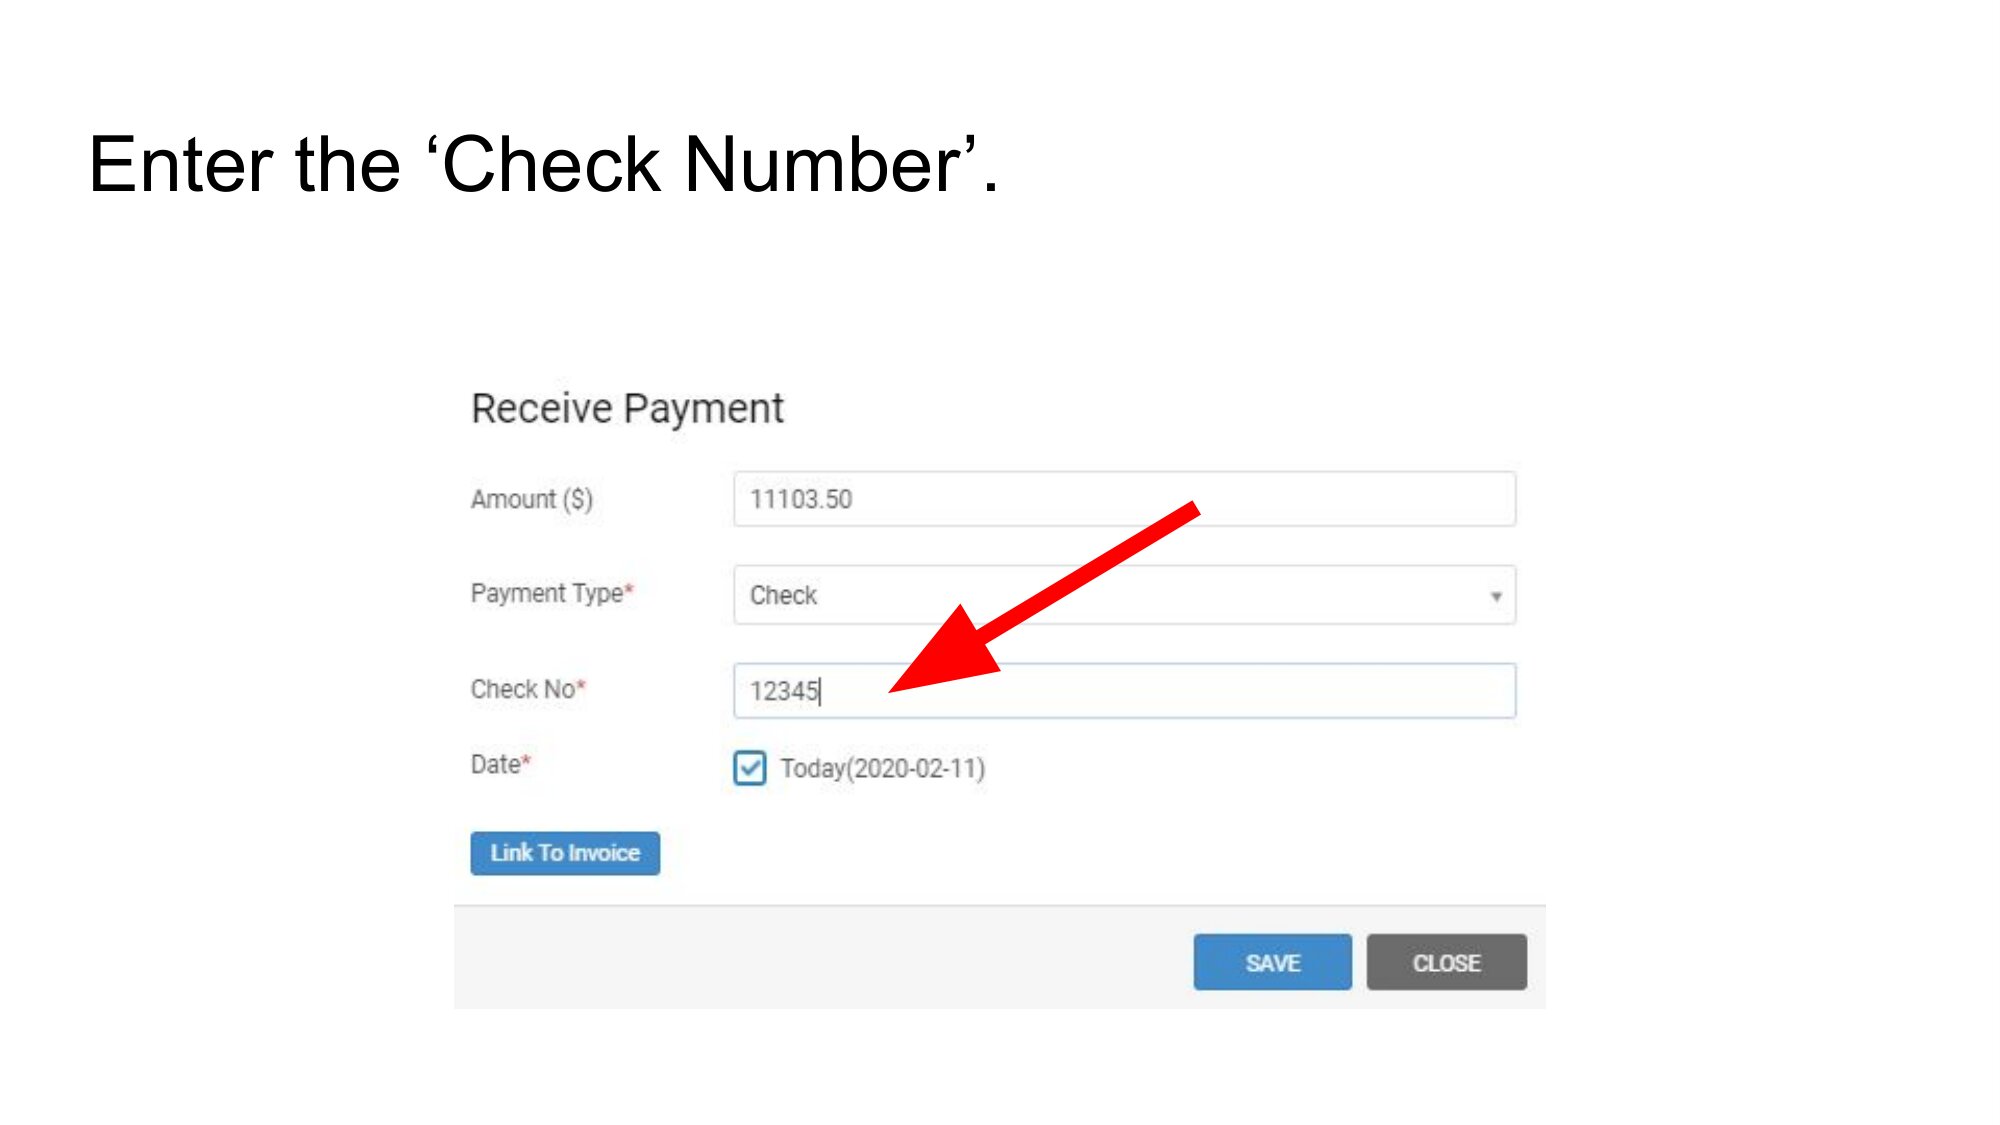 Enter the ‘Check Number’.
Receive Payment
Amount ($) 11103.50
Payment Type* Check
Check No* 12345
Date* Today(2020-02-11)
Link To Invoice
SAVE CLOSE